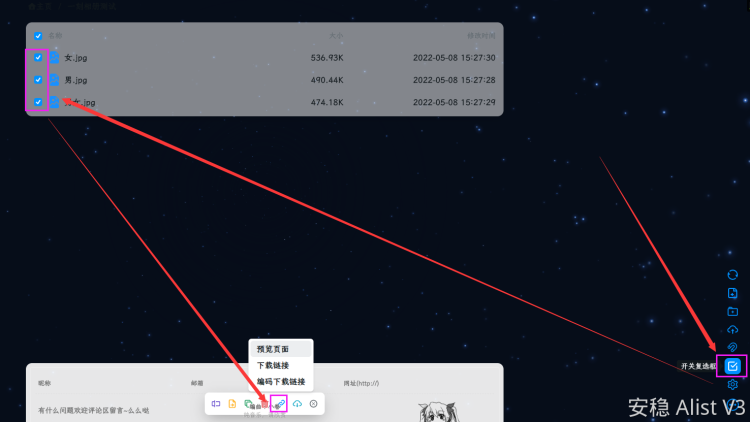 名称 大小 修改时间
女.jpg 536.93K 2022-05-08 15:27:30
男.jpg 490.44K 2022-05-08 15:27:28
女.jpg 474.18K 2022-05-08 15:27:29
预览页面
下载链接
编码下载链接
开关复选框
昵称 邮箱 网址(http://)
有什么问题欢迎评论区留言~么么哒
安稳 Alist V3